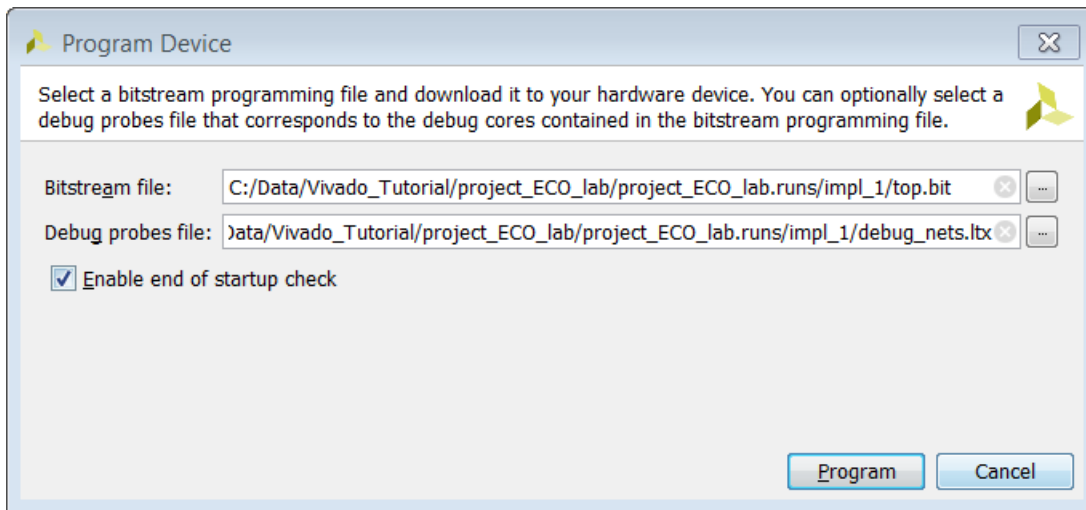 Program Device
Select a bitstream programming file and download it to your hardware device. You can optionally select a
debug probes file that corresponds to the debug cores contained in the bitstream programming file.
Bitstream file: C:/Data/Vivado_Tutorial/project_ECO_lab/project_ECO_lab.runs/impl_1/top.bit ...
Debug probes file: Data/Vivado_Tutorial/project_ECO_lab/project_ECO_lab.runs/impl_1/debug_nets.ltx ...
Enable end of startup check
Program Cancel